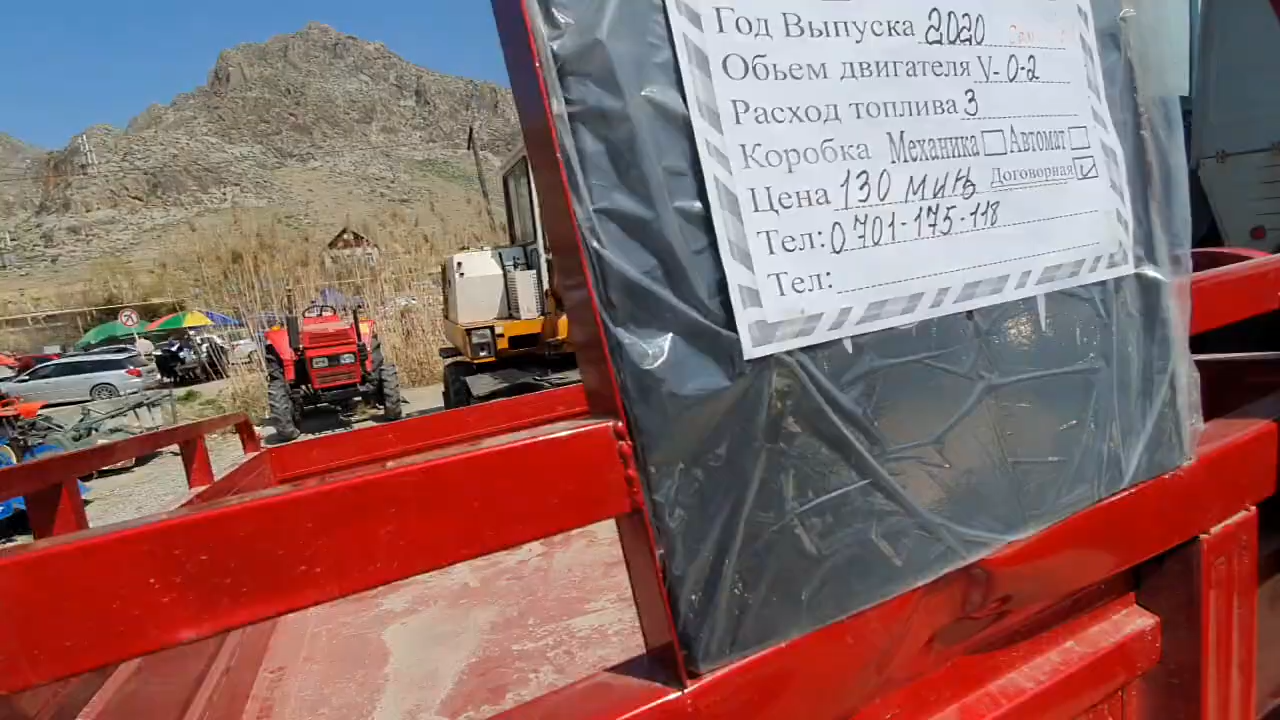 Год Выпуска 2020
Обьем двигателя V-0-2
Расход топлива 3
Коробка Механика Автомат
Цена 130 минь Договорная
Тел: 0701-175-118
Тел: